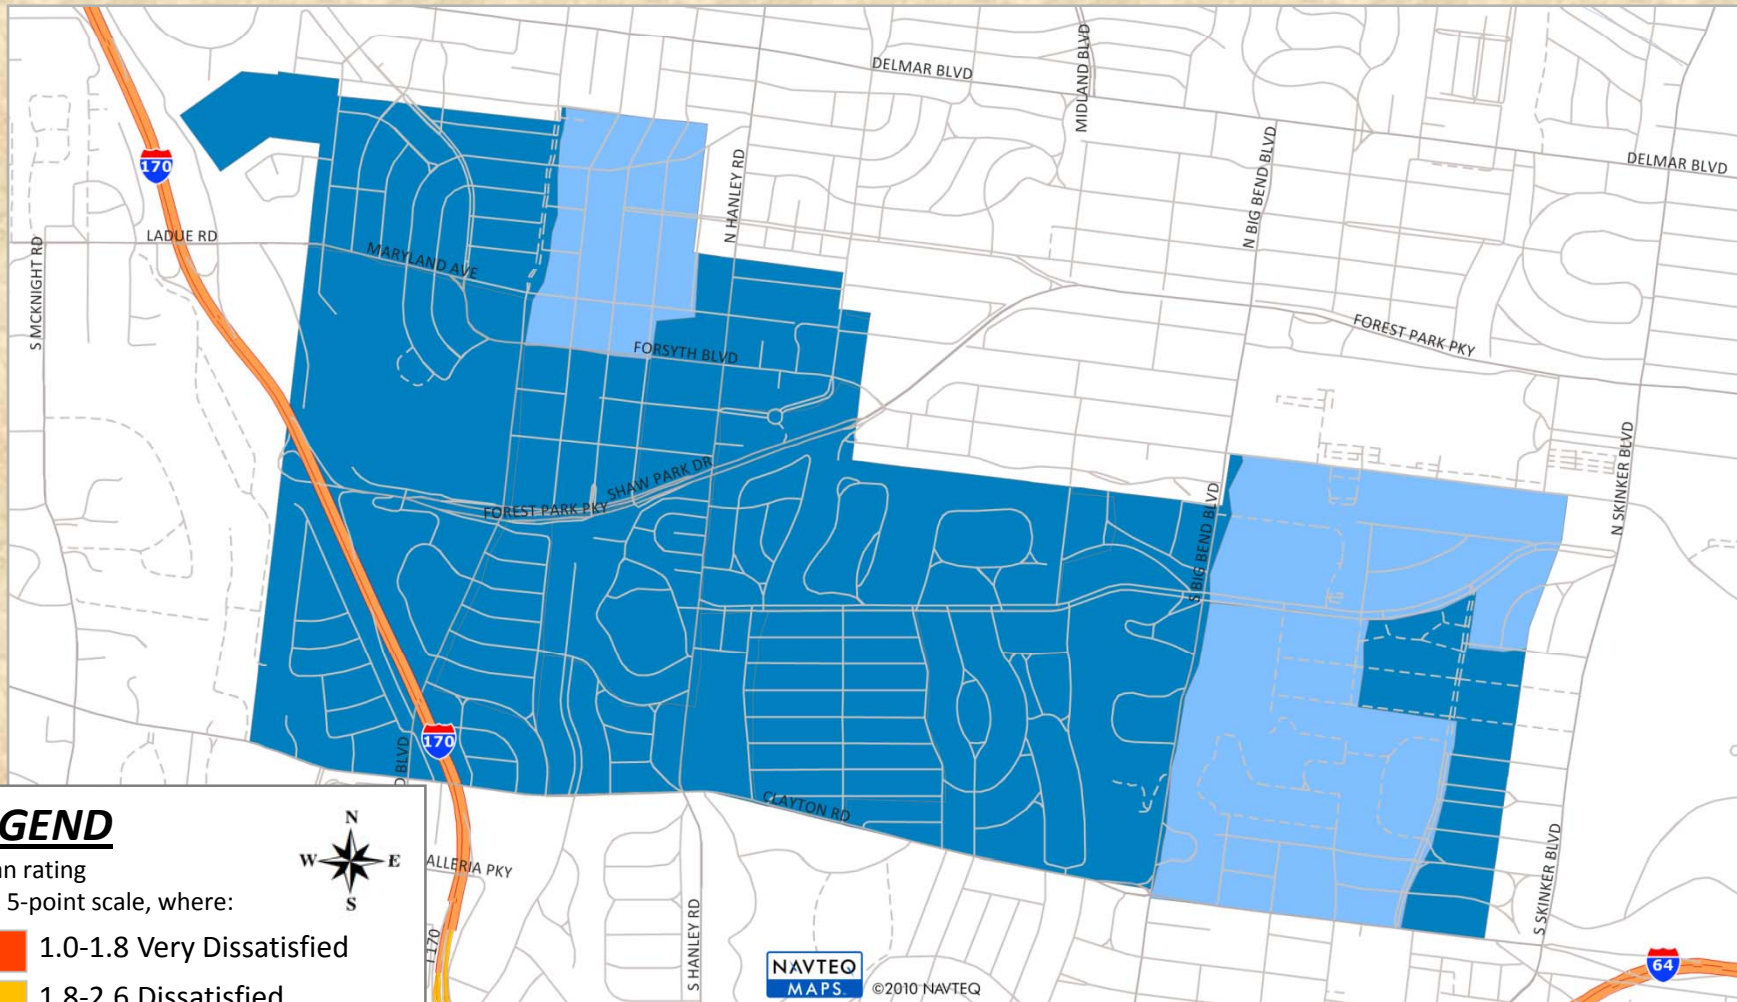 DELMAR BLVD
MIDLAND BLVD
DELMAR BLVD
170
N HANLEY RD
N BIG BEND BLVD
LADUE RD
S MCKNIGHT RD
MARYLAND AVE
FORSYTH BLVD
FOREST PARK PKY
SHAW PARK DR
FOREST PARK PKY
N SKINKER BLVD
S BIG BEND BLVD
170
D BLVD
CLAYTON RD
GEND
N
W
E
S
an rating
5-point scale, where:
1.0-1.8 Very Dissatisfied
1.8-2.6 Dissatisfied
ALLERIA PKY
I 170
S HANLEY RD
S SKINKER BLVD
64
NAVTEQ
MAPS
©2010 NAVTEQ